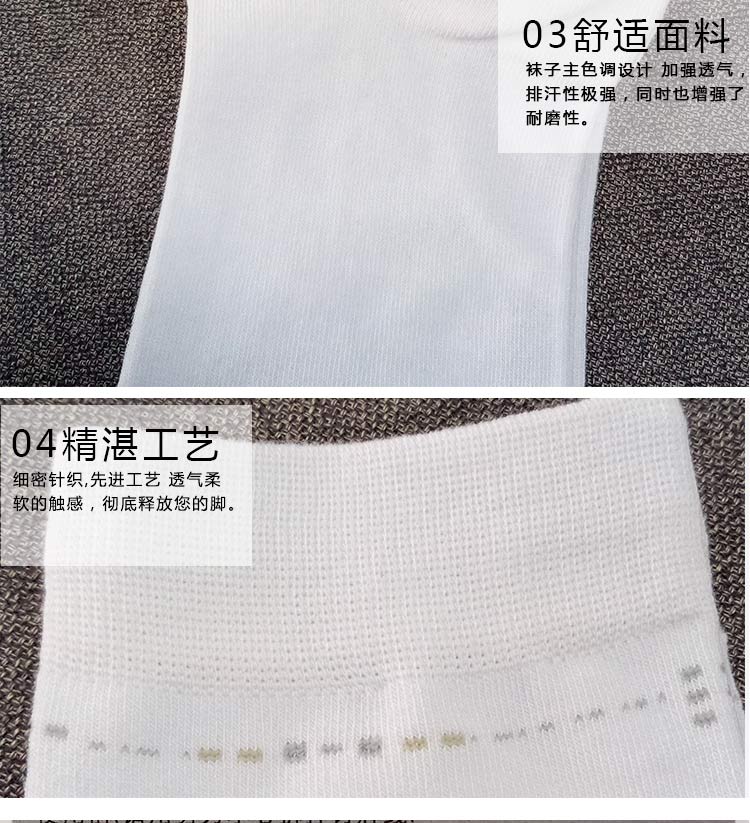 03舒适面料
袜子主色调设计 加强透气，
排汗性极强，同时也增强了
耐磨性。
04精湛工艺
细密针织,先进工艺 透气柔
软的触感，彻底释放您的脚。